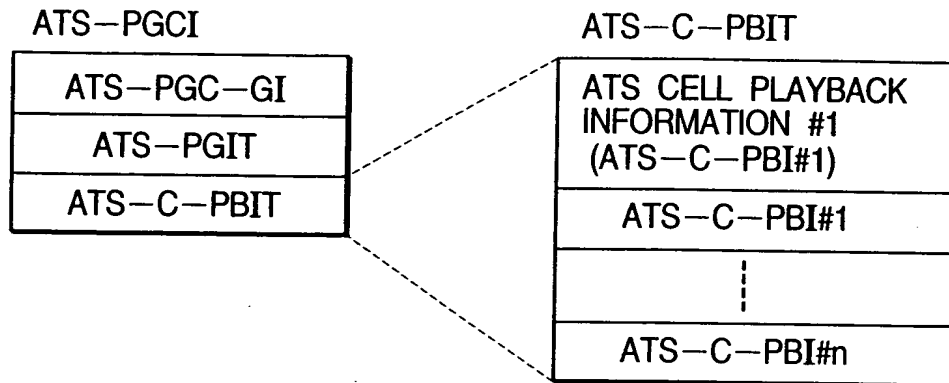 ATS-PGCI
ATS-PGC-GI
ATS-PGIT
ATS-C-PBIT
ATS-C-PBIT
ATS CELL PLAYBACK
INFORMATION #1
(ATS-C-PBI#1)
ATS-C-PBI#1
ATS-C-PBI#n